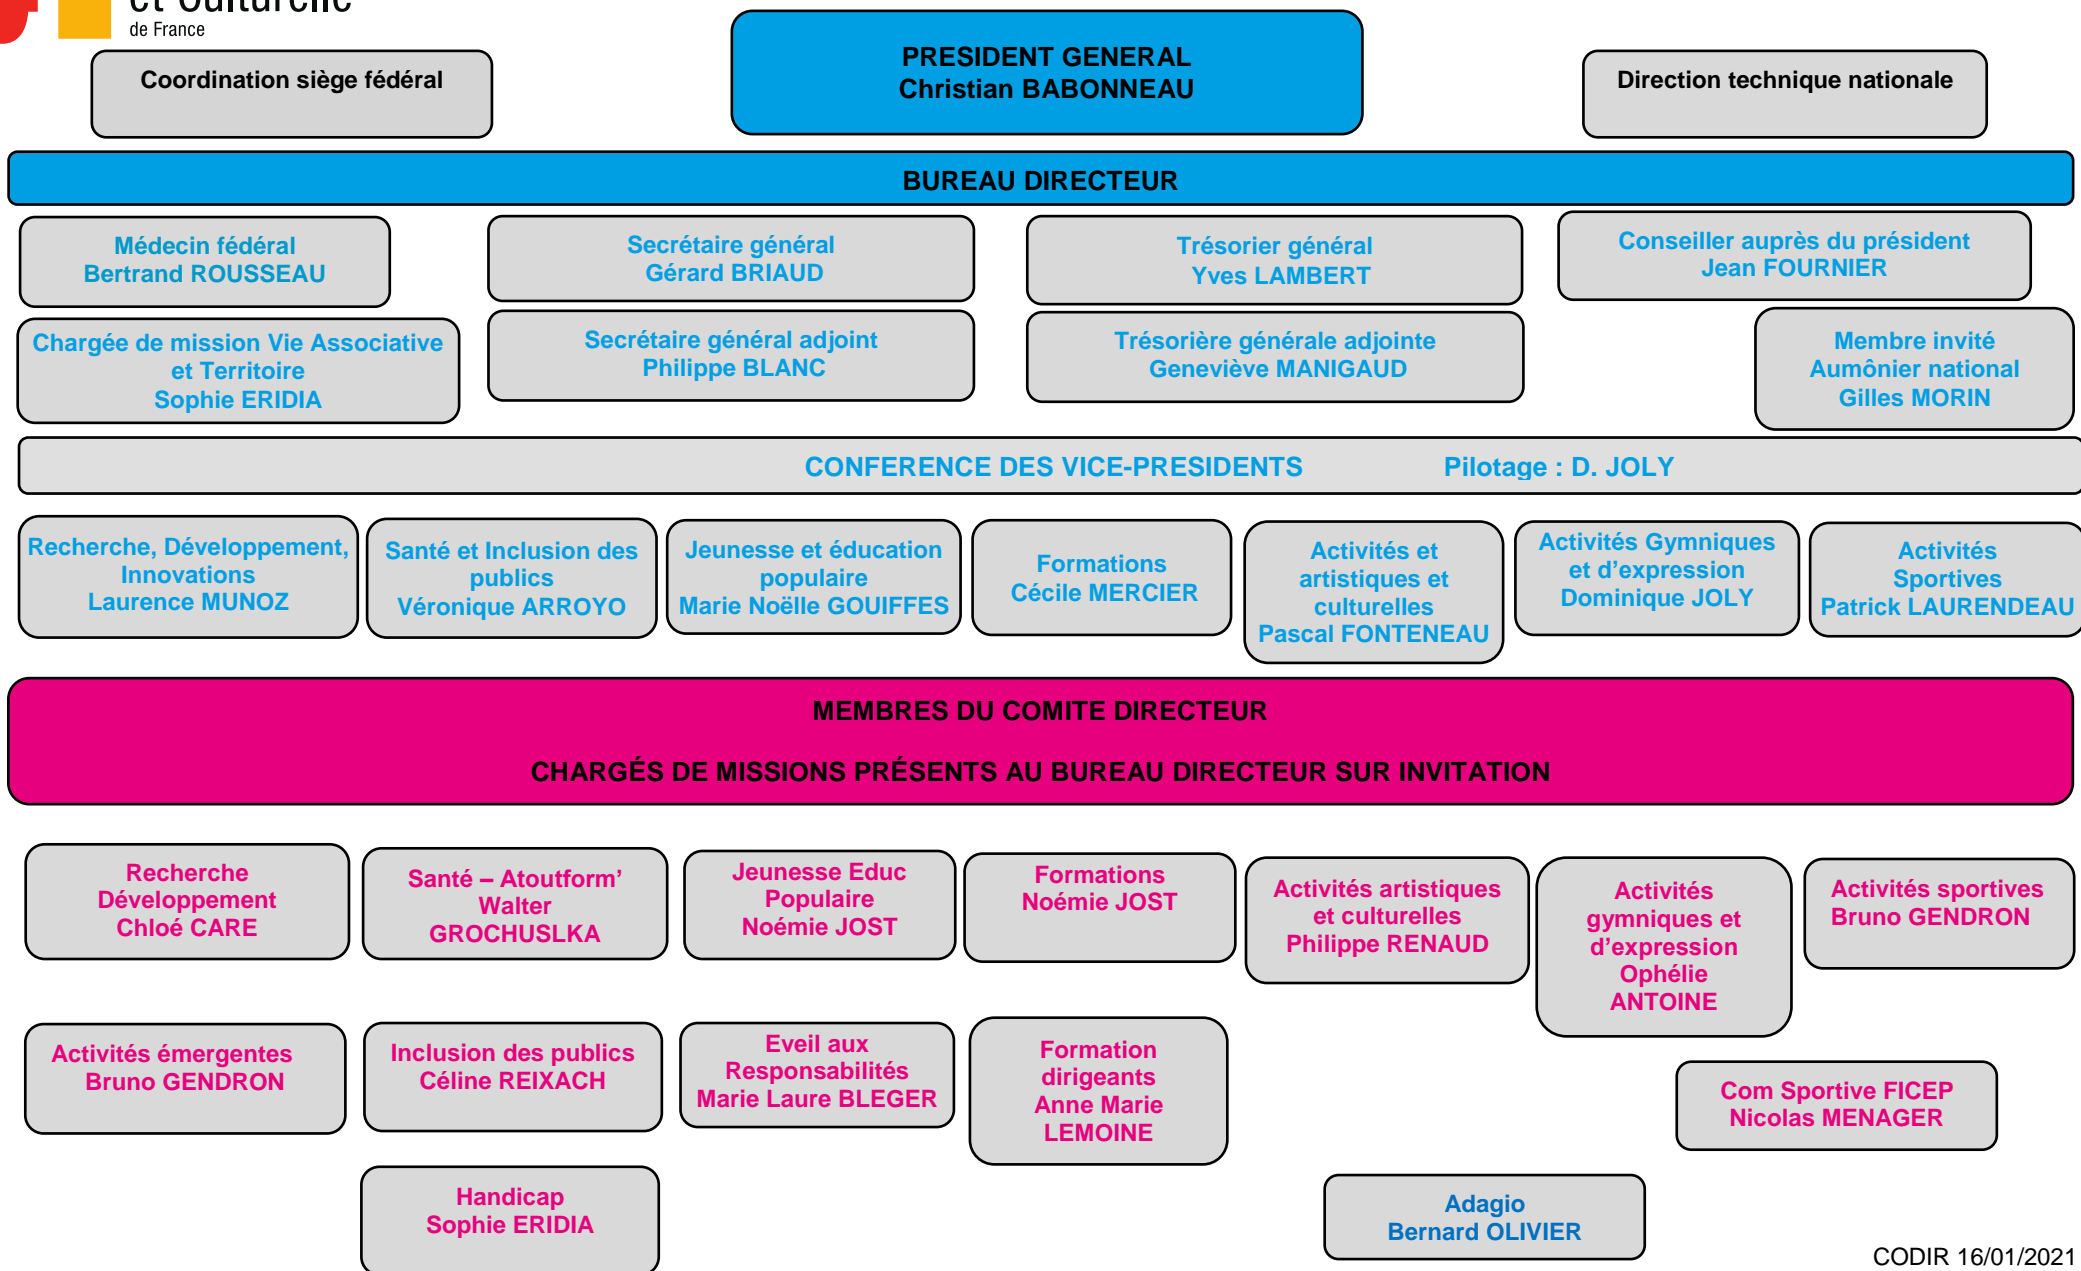 et Culturelle
de France
PRESIDENT GENERAL
Christian BABONNEAU
Coordination siège fédéral
Direction technique nationale
BUREAU DIRECTEUR
Médecin fédéral
Bertrand ROUSSEAU
Secrétaire général
Gérard BRIAUD
Trésorier général
Yves LAMBERT
Conseiller auprès du président
Jean FOURNIER
Chargée de mission Vie Associative
et Territoire
Sophie ERIDIA
Secrétaire général adjoint
Philippe BLANC
Trésorière générale adjointe
Geneviève MANIGAUD
Membre invité
Aumônier national
Gilles MORIN
CONFERENCE DES VICE-PRESIDENTS Pilotage : D. JOLY
Recherche, Développement,
Innovations
Laurence MUNOZ
Santé et Inclusion des
publics
Véronique ARROYO
Jeunesse et éducation
populaire
Marie Noëlle GOUIFFES
Formations
Cécile MERCIER
Activités et
artistiques et
culturelles
Pascal FONTENEAU
Activités Gymniques
et d’expression
Dominique JOLY
Activités
Sportives
Patrick LAURENDEAU
MEMBRES DU COMITE DIRECTEUR
CHARGÉS DE MISSIONS PRÉSENTS AU BUREAU DIRECTEUR SUR INVITATION
Recherche
Développement
Chloé CARE
Santé – Atoutform’
Walter
GROCHUSLKA
Jeunesse Educ
Populaire
Noémie JOST
Formations
Noémie JOST
Activités artistiques
et culturelles
Philippe RENAUD
Activités
gymniques et
d’expression
Ophélie
ANTOINE
Activités sportives
Bruno GENDRON
Activités émergentes
Bruno GENDRON
Inclusion des publics
Céline REIXACH
Eveil aux
Responsabilités
Marie Laure BLEGER
Formation
dirigeants
Anne Marie
LEMOINE
Com Sportive FICEP
Nicolas MENAGER
Handicap
Sophie ERIDIA
Adagio
Bernard OLIVIER
CODIR 16/01/2021